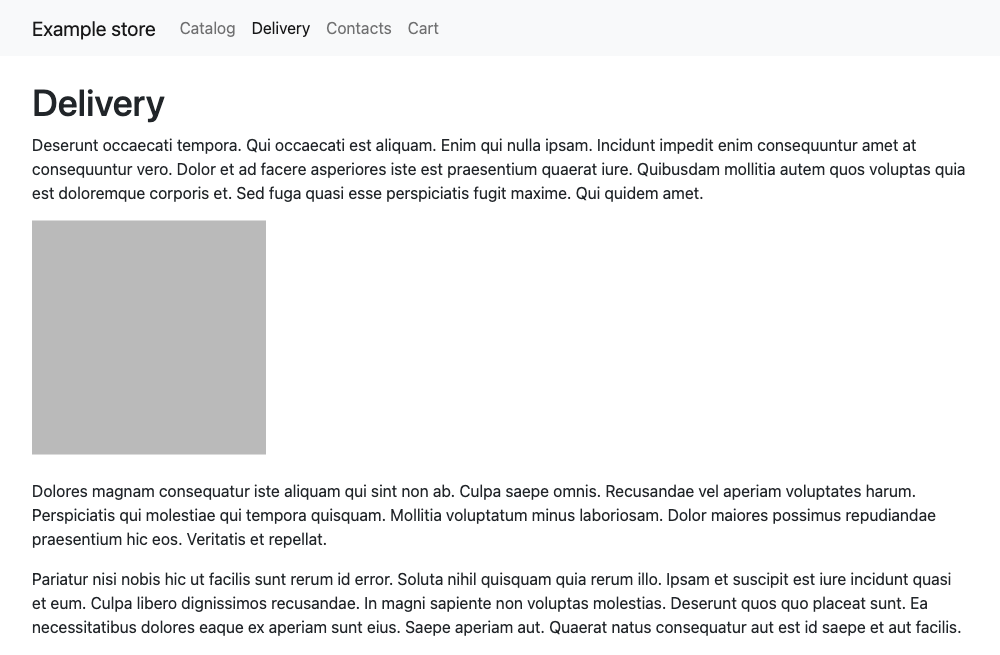 Example store Catalog Delivery Contacts Cart
Delivery
Deserunt occaecati tempora. Qui occaecati est aliquam. Enim qui nulla ipsam. Incidunt impedit enim consequuntur amet at
consequuntur vero. Dolor et ad facere asperiores iste est praesentium quaerat iure. Quibusdam mollitia autem quos voluptas quia
est doloremque corporis et. Sed fuga quasi esse perspiciatis fugit maxime. Qui quidem amet.
Dolores magnam consequatur iste aliquam qui sint non ab. Culpa saepe omnis. Recusandae vel aperiam voluptates harum.
Perspiciatis qui molestiae qui tempora quisquam. Mollitia voluptatum minus laboriosam. Dolor maiores possimus repudiandae
praesentium hic eos. Veritatis et repellat.
Pariatur nisi nobis hic ut facilis sunt rerum id error. Soluta nihil quisquam quia rerum illo. Ipsam et suscipit est iure incidunt quasi
et eum. Culpa libero dignissimos recusandae. In magni sapiente non voluptas molestias. Deserunt quos quo placeat sunt. Ea
necessitatibus dolores eaque ex aperiam sunt eius. Saepe aperiam aut. Quaerat natus consequatur aut est id saepe et aut facilis.